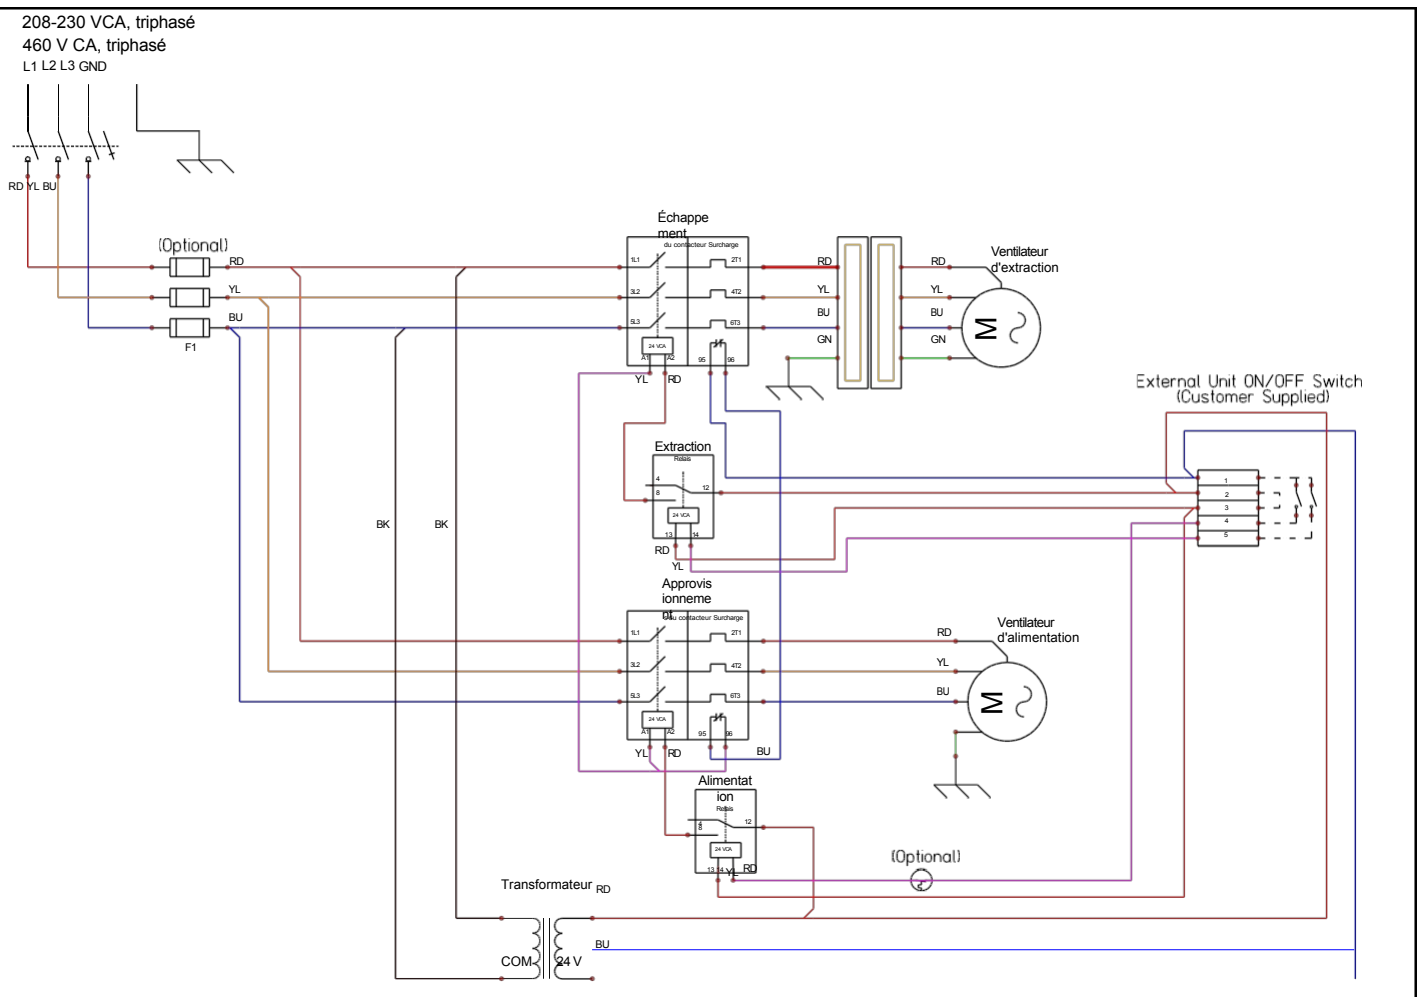 208-230 VCA, triphasé
460 V CA, triphasé
L1 L2 L3 GND
RD YL BU
(Optional)
RD
YL
BU
F1
Échappe
ment
du contacteur Surcharge
1L1
2T1
3L2
4T2
5L3
6T3
24 VCA
A1
A2
95
96
YL
RD
RD
YL
BU
GN
RD
YL
BU
GN
Ventilateur
d'extraction
M
External Unit ON/OFF Switch
(Customer Supplied)
1
2
3
4
5
Extraction
Relais
4
8
12
24 VCA
13
14
RD
YL
BK
BK
Approvis
ionneme
nt
du contacteur Surcharge
1L1
2T1
3L2
4T2
5L3
6T3
24 VCA
A1
A2
95
96
YL
RD
BU
RD
YL
BU
Ventilateur
d'alimentation
M
Alimentat
ion
Relais
4
8
12
24 VCA
13 14
YL
RD
(Optional)
Transformateur
RD
BU
COM
24 V